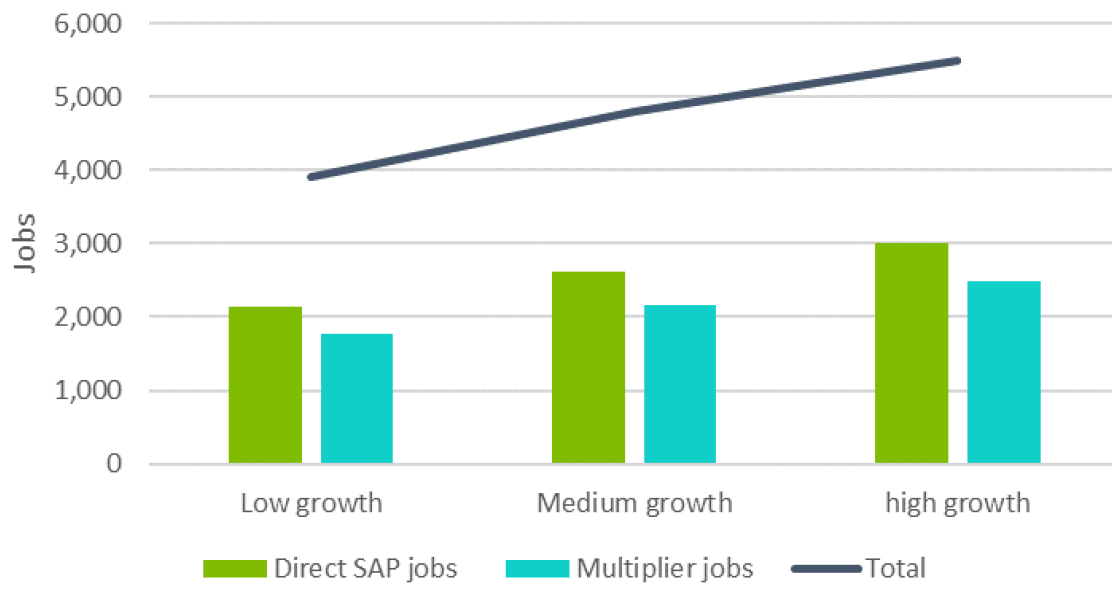 6,000
5,000
4,000
3,000
2,000
1,000
0
Jobs
Low growth Medium growth high growth
Direct SAP jobs Multiplier jobs Total